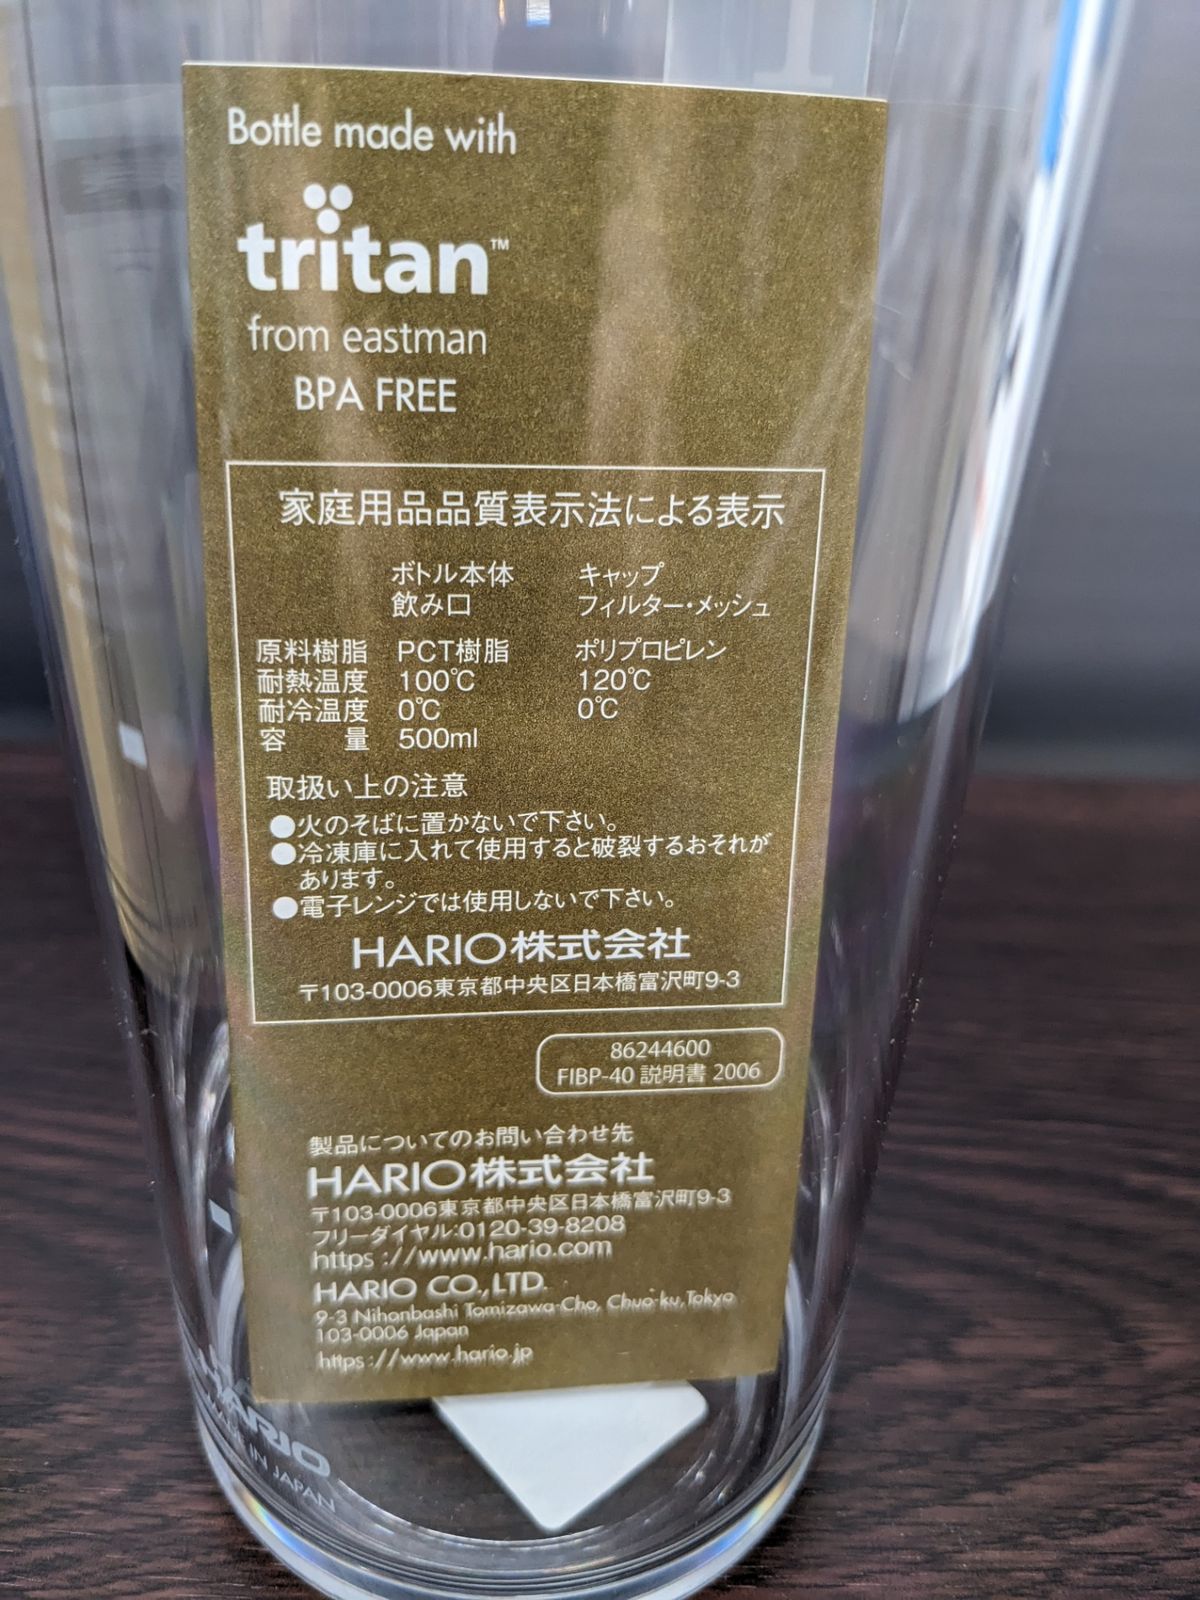 Bottle made with
tritan™
from eastman
BPA FREE
家庭用品品質表示法による表示
ボトル本体 キャップ
飲み口 フィルター・メッシュ
原料樹脂 PCT樹脂 ポリプロピレン
耐熱温度 100℃ 120℃
耐冷温度 0℃ 0℃
容 量 500ml
取扱い上の注意
●火のそばに置かないで下さい。
●冷凍庫に入れて使用すると破裂するおそれが
あります。
●電子レンジでは使用しないで下さい。
HARIO株式会社
〒103-0006東京都中央区日本橋富沢町9-3
86244600
FIBP-40 説明書 2006
製品についてのお問い合わせ先
HARIO株式会社
〒103-0006東京都中央区日本橋富沢町9-3
フリーダイヤル:0120-39-8208
https://www.hario.com
HARIO CO.,LTD.
9-3 Nihonbashi Tomizawa-Cho, Chuo-ku,Tokyo
103-0006 Japan
https://www.hario.jp
HARIO
MADE IN JAPAN